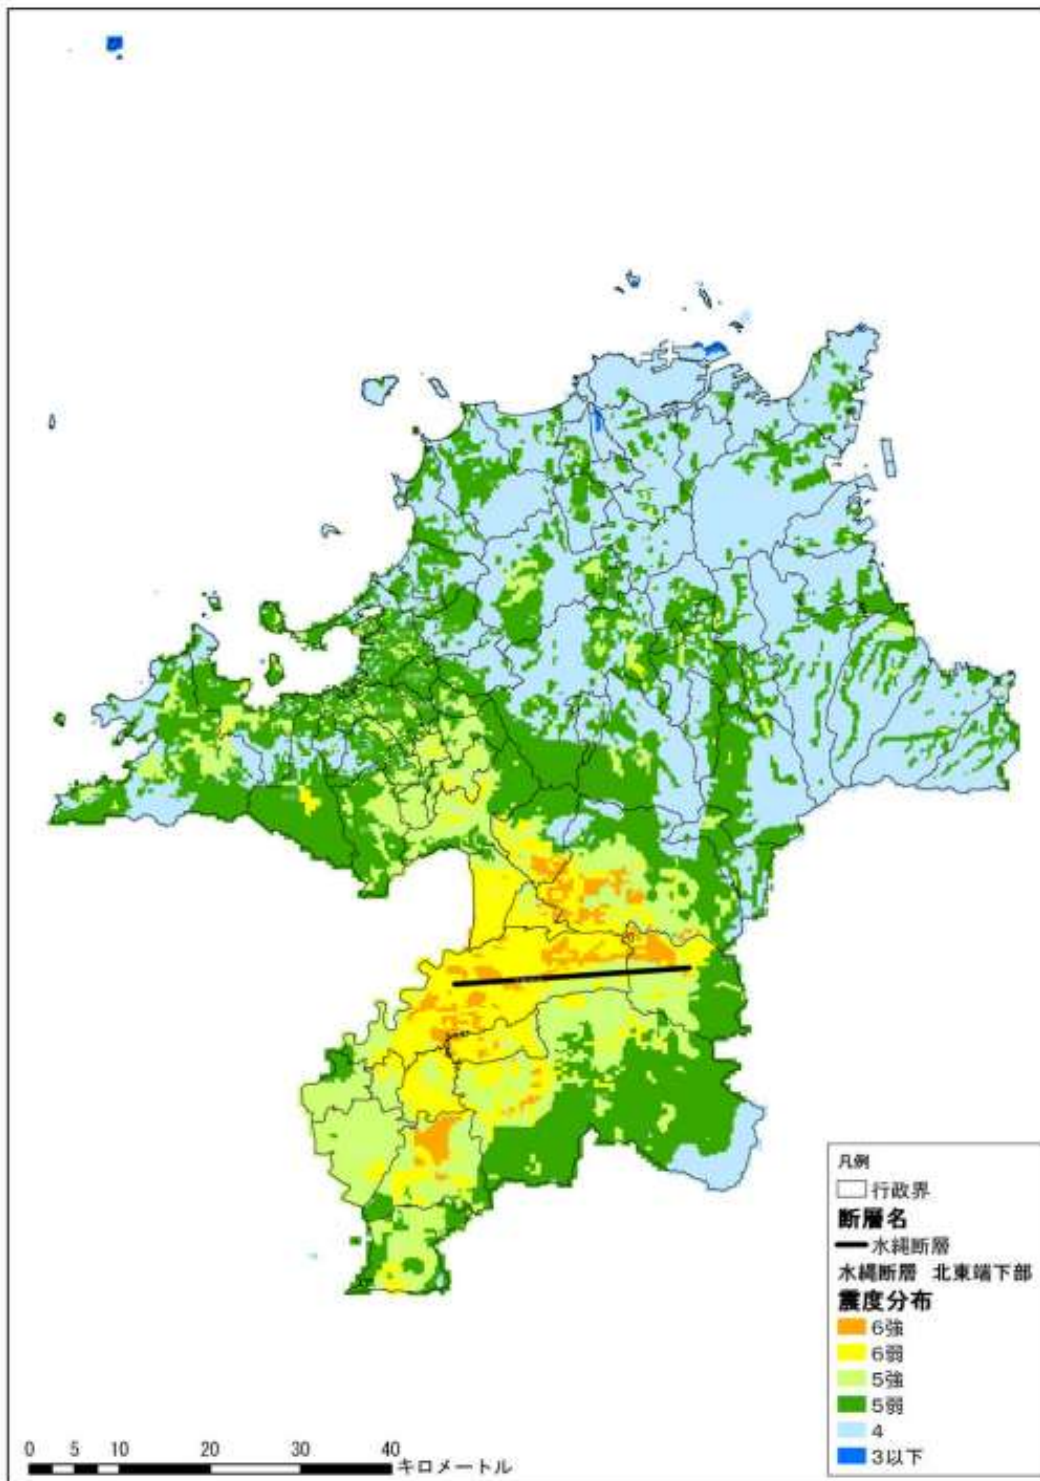 凡例
行政界
断層名
水縄断層
水縄断層 北東端下部
震度分布
6強
6弱
5強
5弱
4
3以下
0 5 10 20 30 40
キロメートル